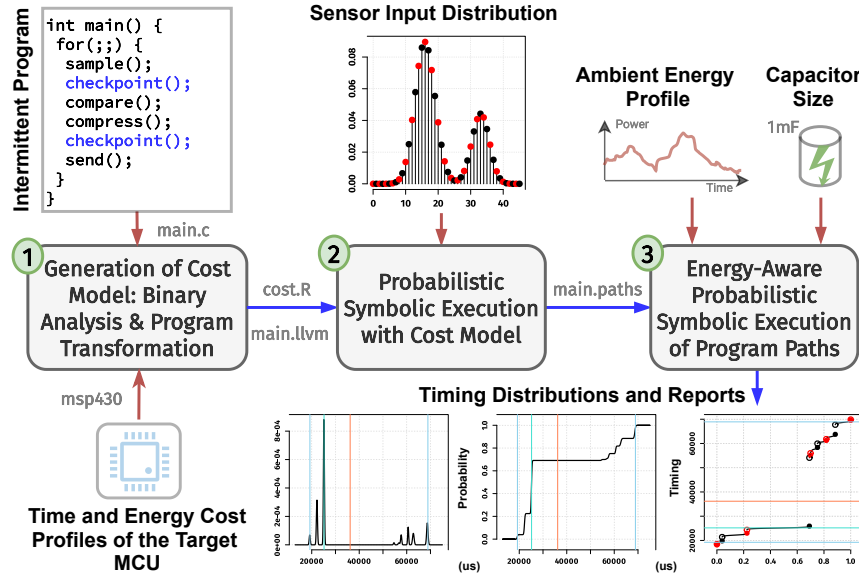 Intermittent Program
int main() {
for(;;) {
sample();
checkpoint();
compare();
compress();
checkpoint();
send();
}
}
main.c
Sensor Input Distribution
0.00
0.02
0.04
0.06
0.08
0
10
20
30
40
Ambient Energy
Profile
Power
Time
Capacitor
Size
1mF
1
Generation of Cost
Model: Binary
Analysis & Program
Transformation
cost.R
main.llvm
2
Probabilistic
Symbolic Execution
with Cost Model
main.paths
3
Energy-Aware
Probabilistic
Symbolic Execution
of Program Paths
msp430
Time and Energy Cost
Profiles of the Target
MCU
Timing Distributions and Reports
0e+00
2e-04
4e-04
6e-04
8e-04
20000
40000
60000
(us)
Probability
0.0
0.2
0.4
0.6
0.8
1.0
20000
40000
60000
(us)
Timing
20000
40000
60000
0.0
0.2
0.4
0.6
0.8
1.0